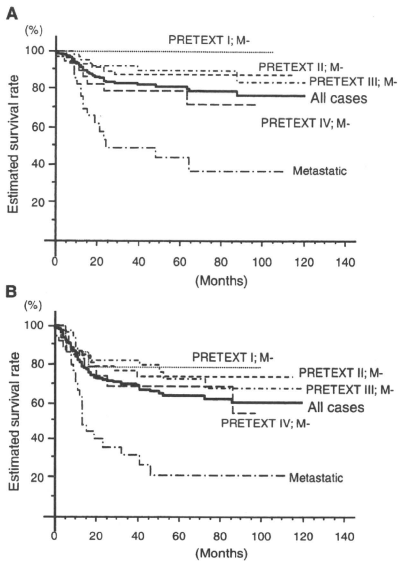 A
(%)
PRETEXT I; M-
100
PRETEXT II; M-
PRETEXT III; M-
80
All cases
PRETEXT IV; M-
60
40
Metastatic
20
Estimated survival rate
0 20 40 60 80 100 120 140
(Months)
B
(%)
100
PRETEXT I; M-
80
PRETEXT II; M-
PRETEXT III; M-
60
All cases
PRETEXT IV; M-
40
Metastatic
20
Estimated survival rate
0 20 40 60 80 100 120 140
(Months)